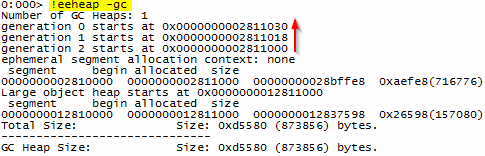 0:000> !eeheap -gc
Number of GC Heaps: 1
generation 0 starts at 0x0000000002811030
generation 1 starts at 0x0000000002811018
generation 2 starts at 0x0000000002811000
ephemeral segment allocation context: none
segment begin allocated size
0000000002810000 0000000002811000 00000000028bffe8 0xaefe8(716776)
Large object heap starts at 0x0000000012811000
segment begin allocated size
0000000012810000 0000000012811000 0000000012837598 0x26598(157080)
Total Size: Size: 0xd5580 (873856) bytes.
------------------------------
GC Heap Size: Size: 0xd5580 (873856) bytes.